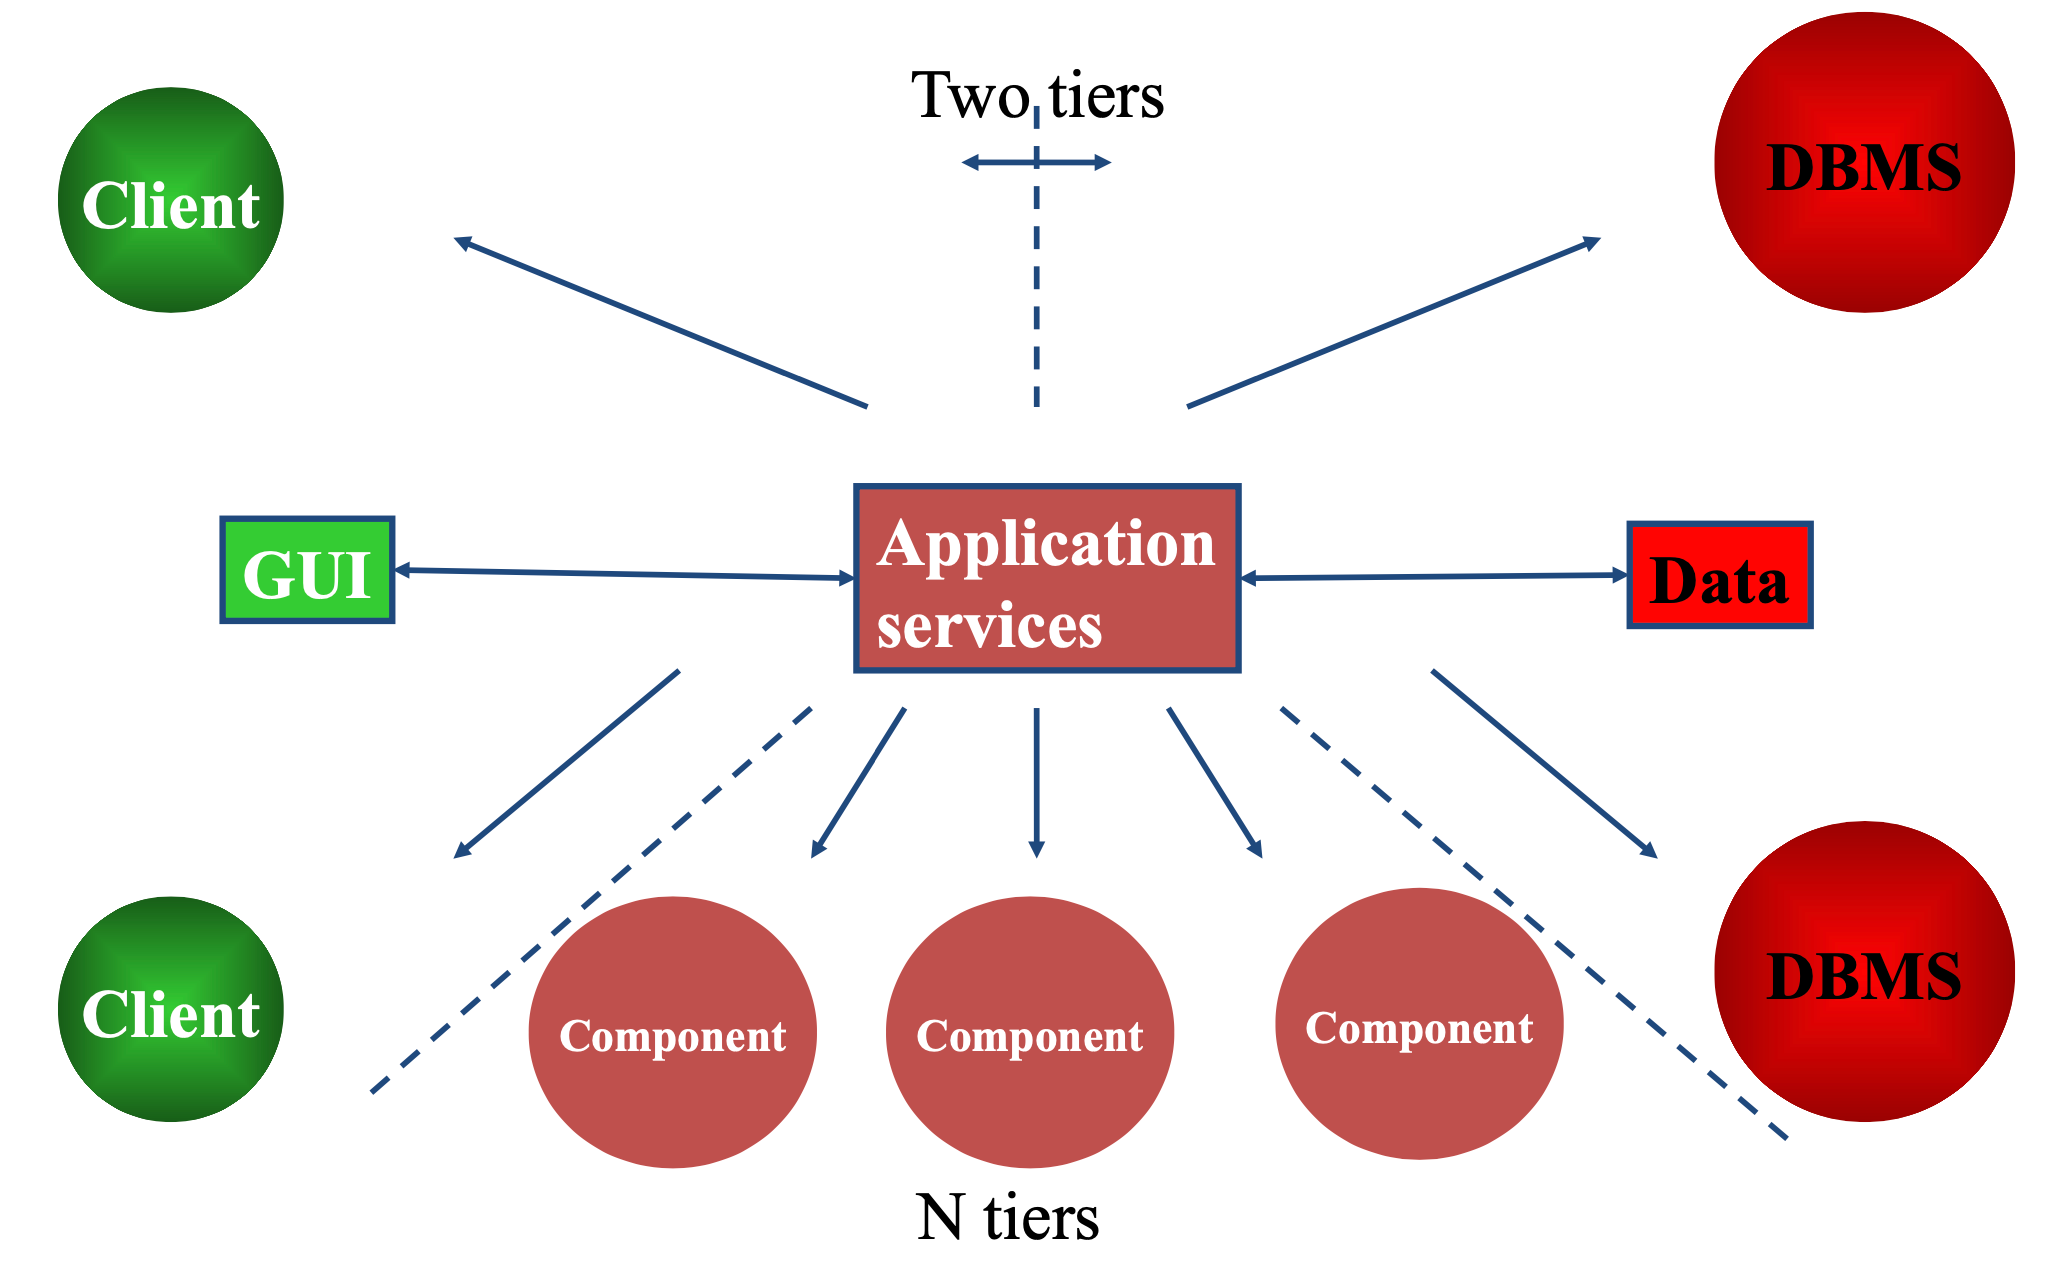 Two tiers
Client
DBMS
GUI
Application
services
Data
Client
Component
Component
Component
DBMS
N tiers